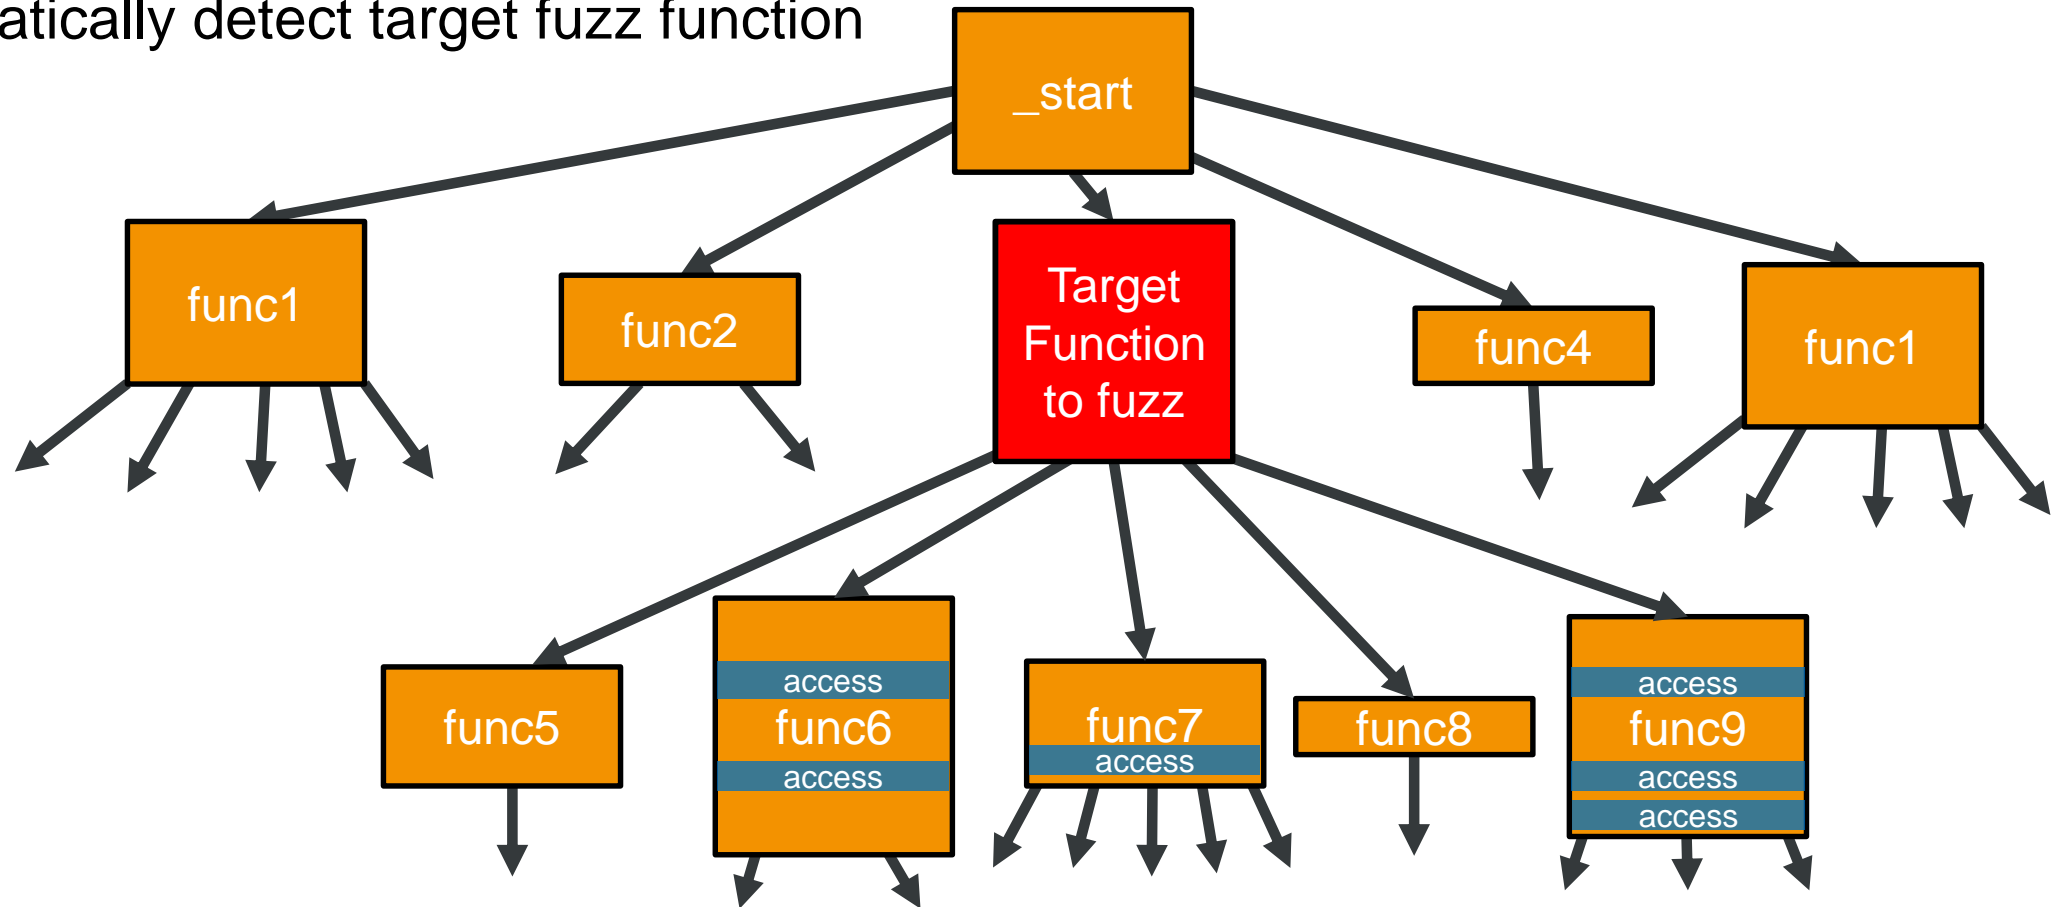 atically detect target fuzz function
_start
func1
func2
Target
Function
to fuzz
func4
func1
func5
access
func6
access
func7
access
func8
access
func9
access
access